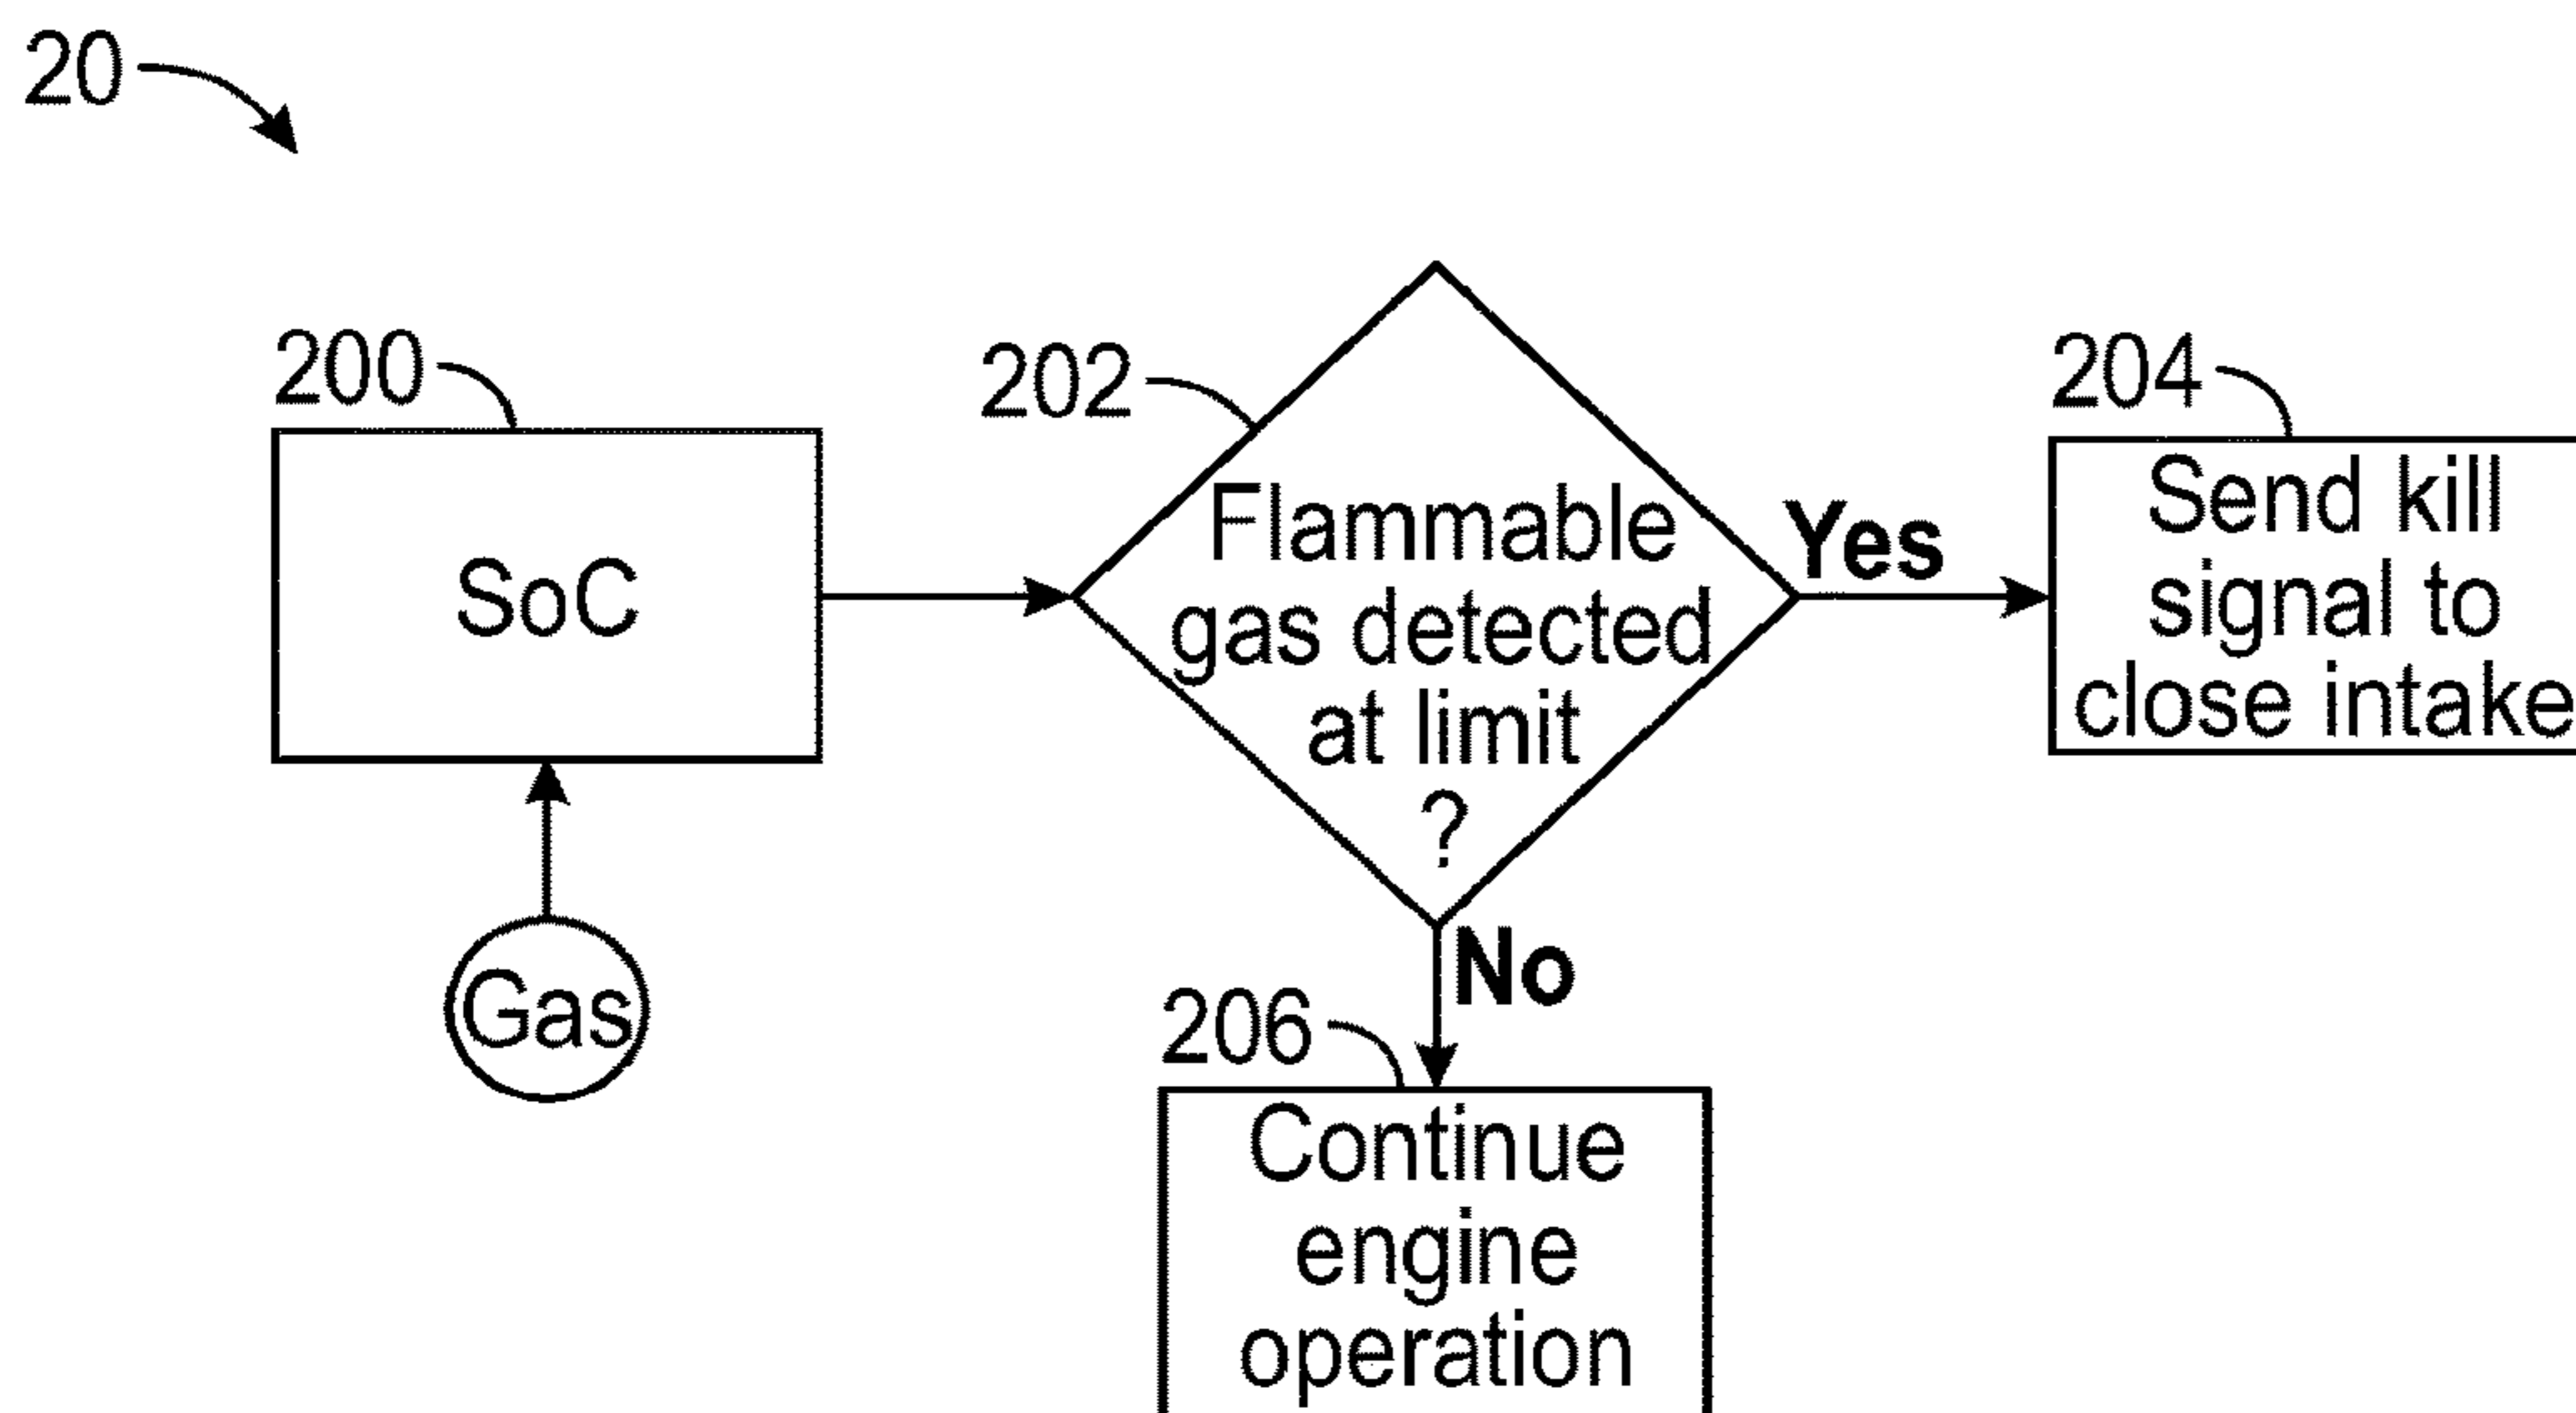 20
200
SoC
Gas
202
Flammable
gas detected
at limit
?
Yes
204
Send kill
signal to
close intake
No
206
Continue
engine
operation